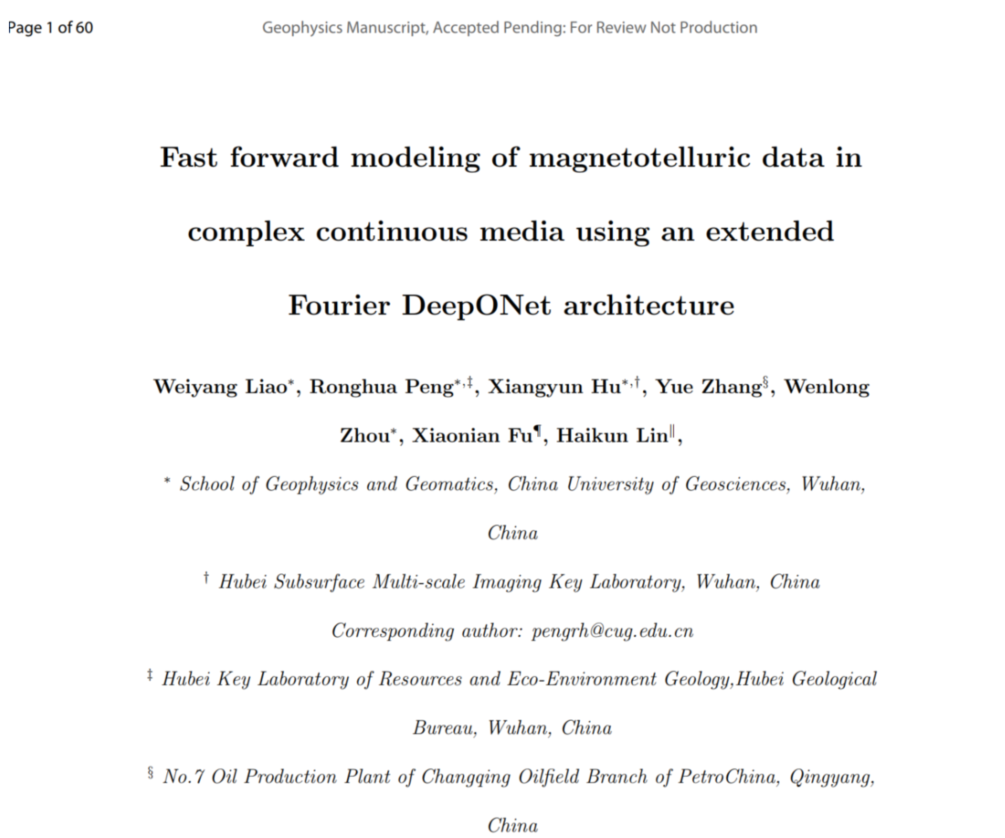 Page 1 of 60
Geophysics Manuscript, Accepted Pending: For Review Not Production
Fast forward modeling of magnetotelluric data in
complex continuous media using an extended
Fourier DeepONet architecture
Weiyang Liao*, Ronghua Peng*,‡, Xiangyun Hu*,†, Yue Zhang§, Wenlong
Zhou*, Xiaonian Fu¶, Haikun Lin‖,
* School of Geophysics and Geomatics, China University of Geosciences, Wuhan,
China
† Hubei Subsurface Multi-scale Imaging Key Laboratory, Wuhan, China
Corresponding author: pengrh@cug.edu.cn
‡ Hubei Key Laboratory of Resources and Eco-Environment Geology,Hubei Geological
Bureau, Wuhan, China
§ No.7 Oil Production Plant of Changqing Oilfield Branch of PetroChina, Qingyang,
China